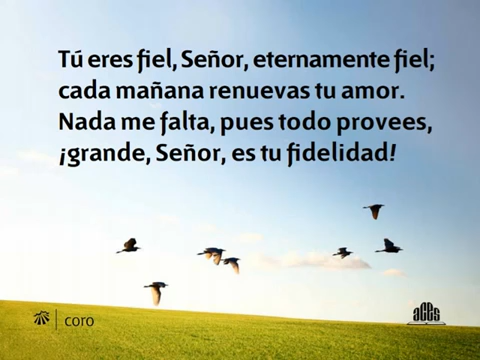 Tú eres fiel, Señor, eternamente fiel;
cada mañana renuevas tu amor.
Nada me falta, pues todo provees,
¡grande, Señor, es tu fidelidad!
coro
aces